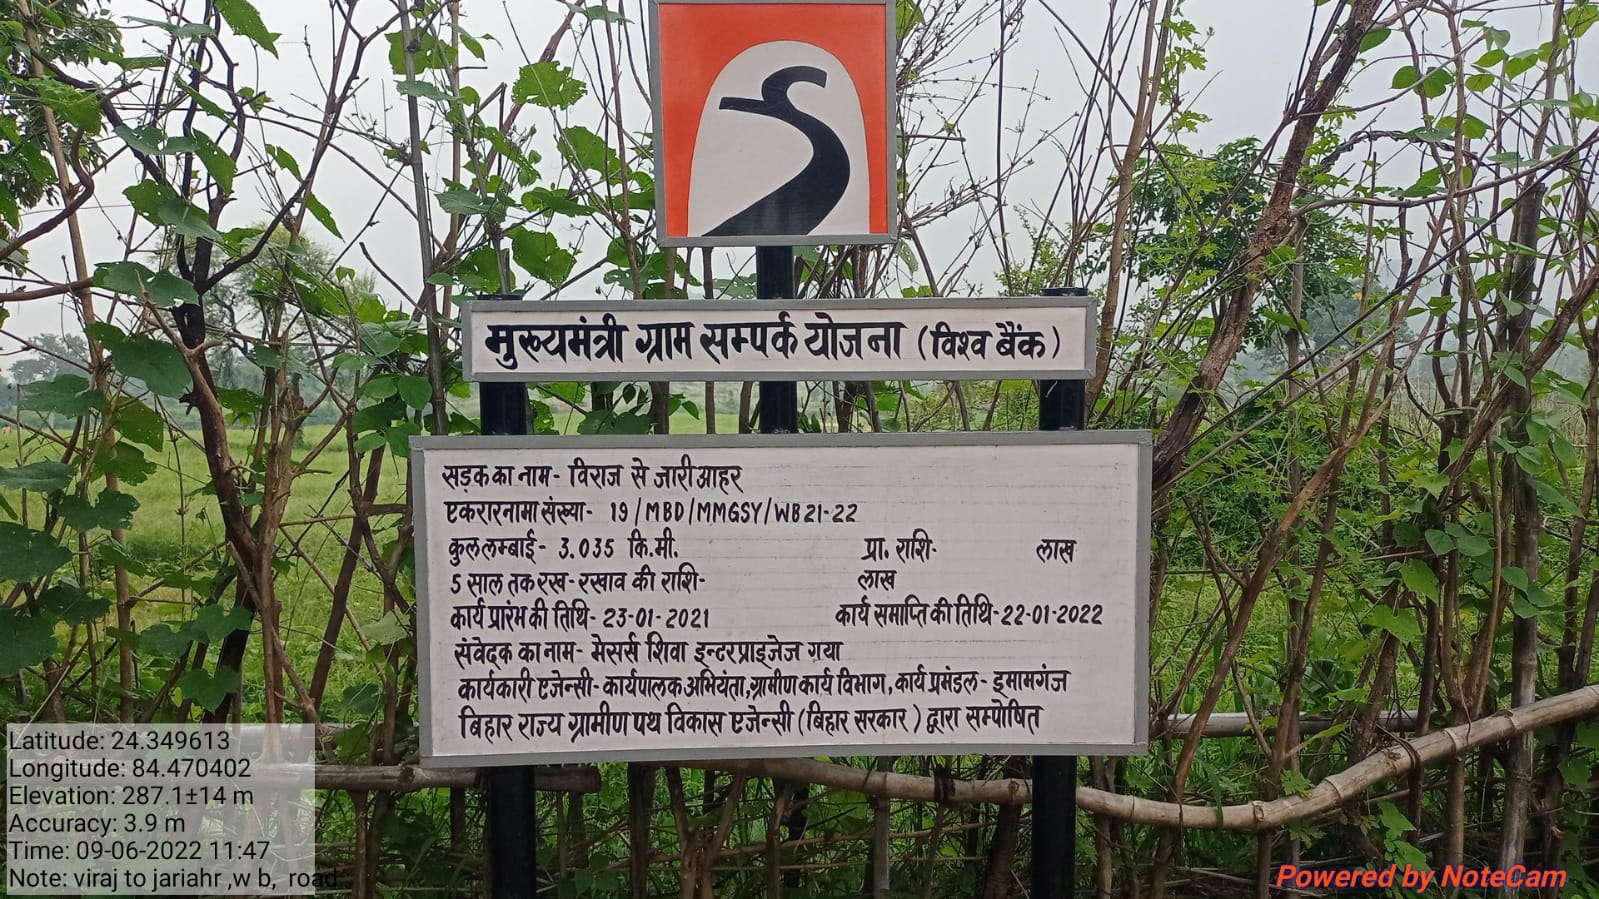 मुख्यमंत्री ग्राम सम्पर्क योजना (विश्व बैंक)
सड़क का नाम- विराज से जारी आहर
एकरारनामा संख्या- 19/MBD/MMGSY/WB21-22
कुल लम्बाई- 3.035 कि.मी. प्रा. राशि- लाख
5 साल तक रख-रखाव की राशि- लाख
कार्य प्रारंभ की तिथि- 23-01-2021 कार्य समाप्ति की तिथि-22-01-2022
संवेदक का नाम- मेसर्स शिवा इन्टरप्राइजेज गया
कार्यकारी एजेन्सी-कार्यपालक अभियंता,ग्रामीण कार्य विभाग,कार्य प्रमंडल-इमामगंज
बिहार राज्य ग्रामीण पथ विकास एजेन्सी (बिहार सरकार) द्वारा सम्पोषित
Latitude: 24.349613
Longitude: 84.470402
Elevation: 287.1±14 m
Accuracy: 3.9 m
Time: 09-06-2022 11:47
Note: viraj to jariahr ,w b, road
Powered by NoteCam